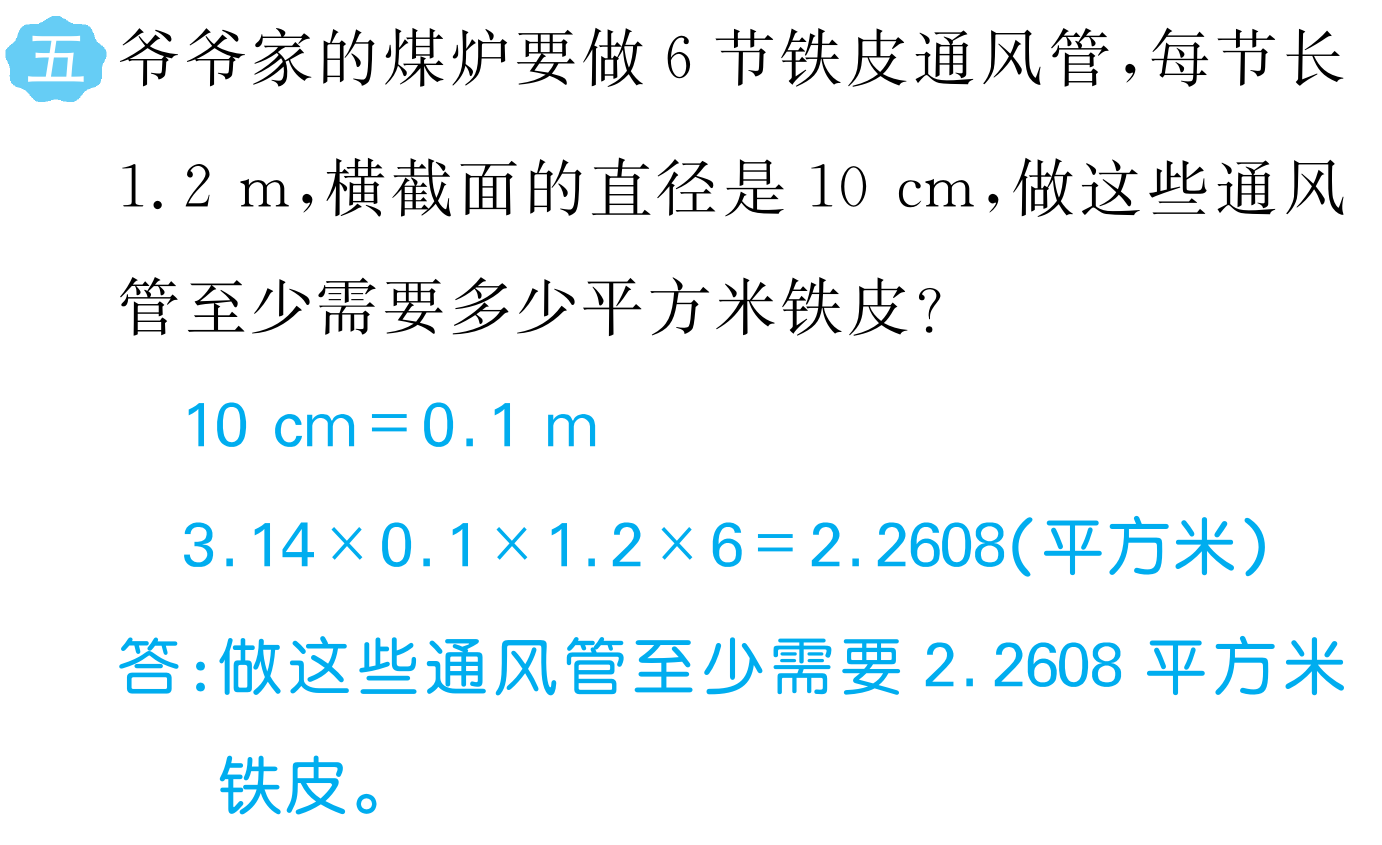 五 爷爷家的煤炉要做 6 节铁皮通风管,每节长
1.2 m,横截面的直径是 10 cm,做这些通风
管至少需要多少平方米铁皮?
10 cm=0.1 m
3.14×0.1×1.2×6=2.2608(平方米)
答:做这些通风管至少需要 2.2608 平方米
铁皮。